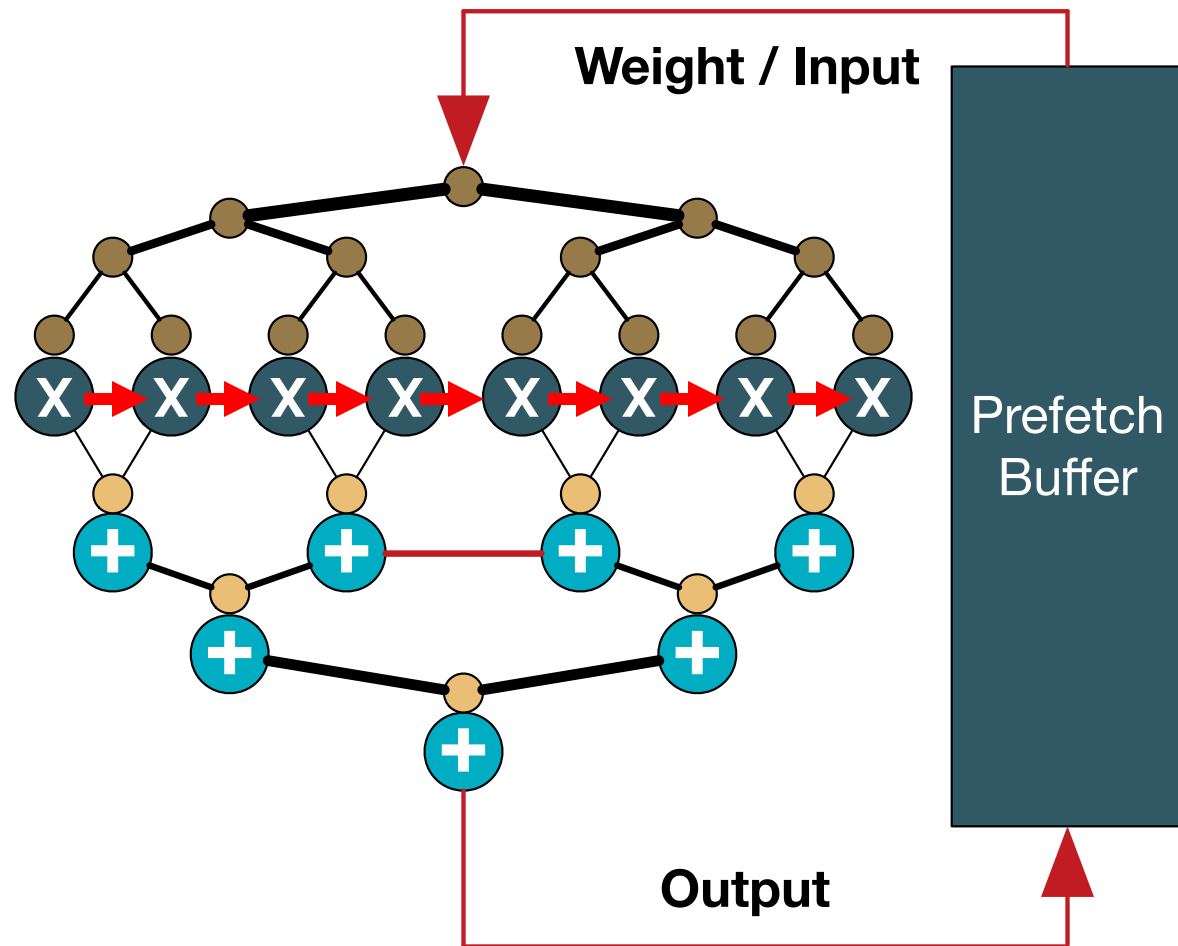 Weight / Input
X X X X X X X X
Prefetch
Buffer
+ + + +
+ +
+
Output